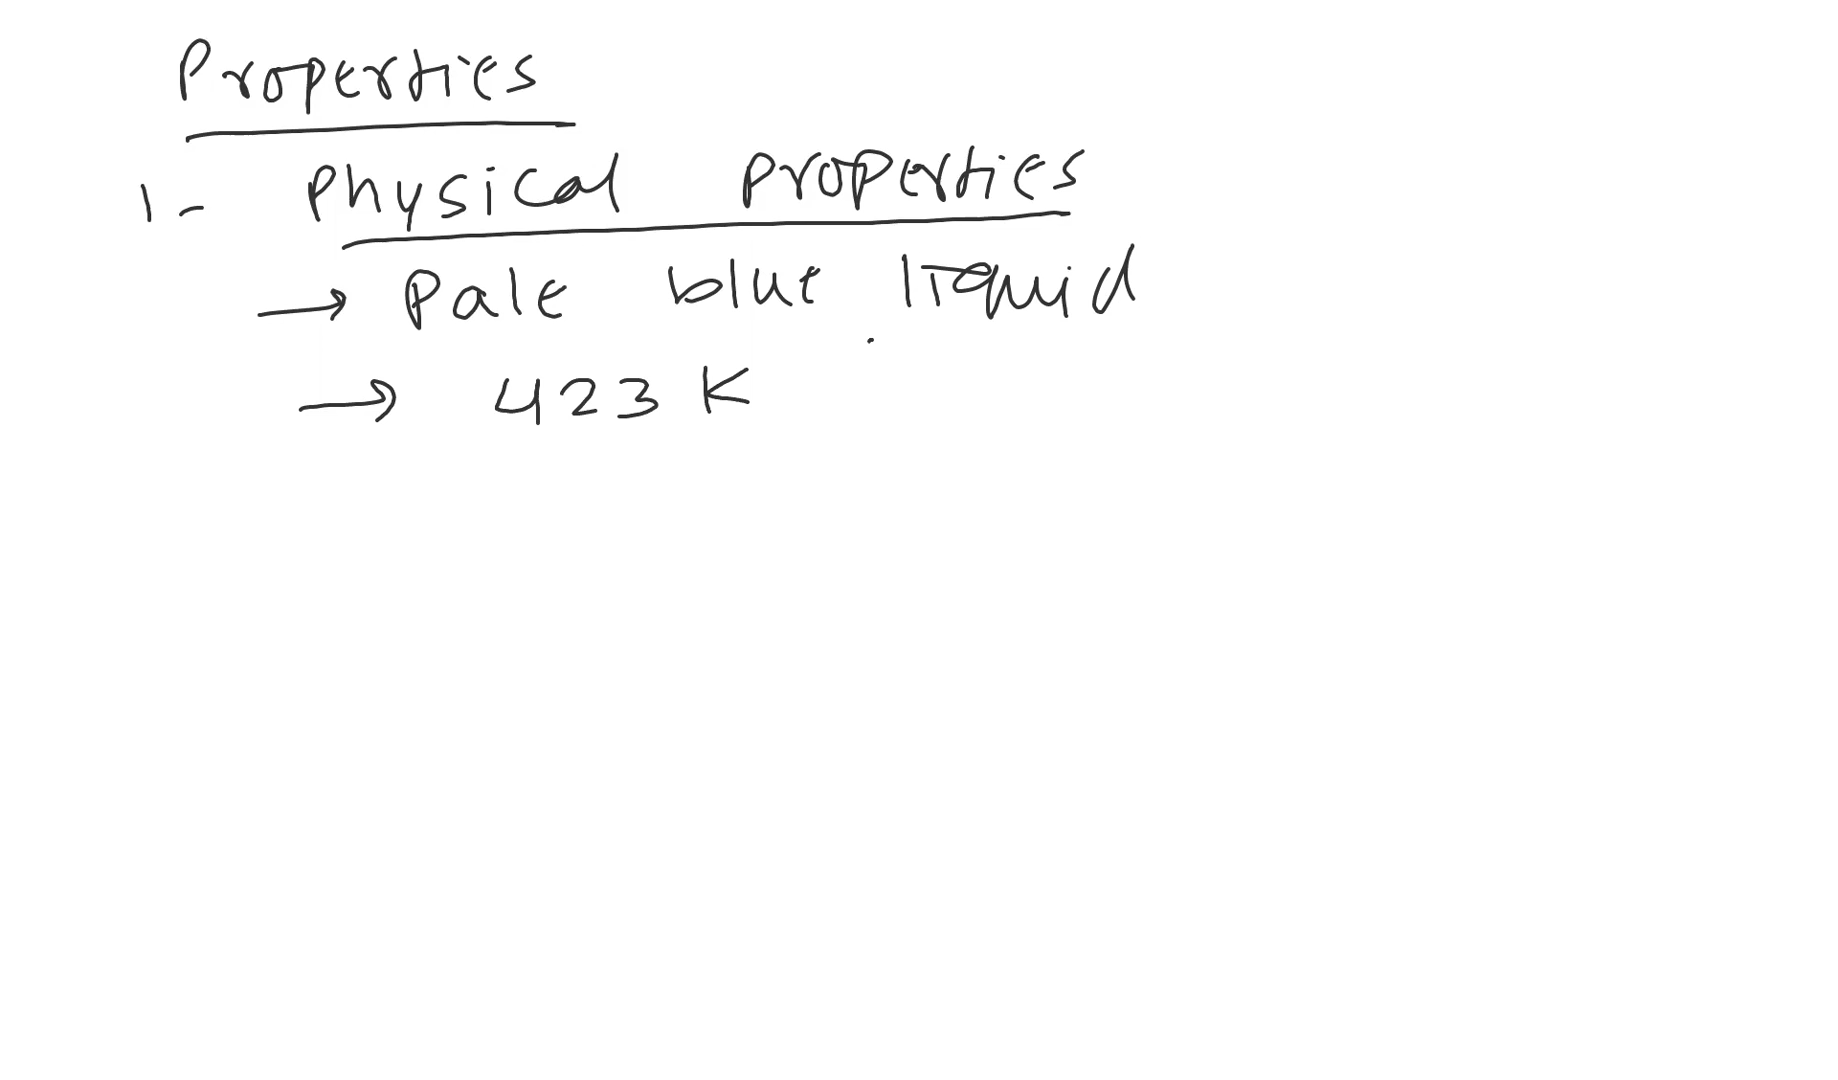 Properties
1- Physical properties
→ Pale blue liquid
→ 423 K